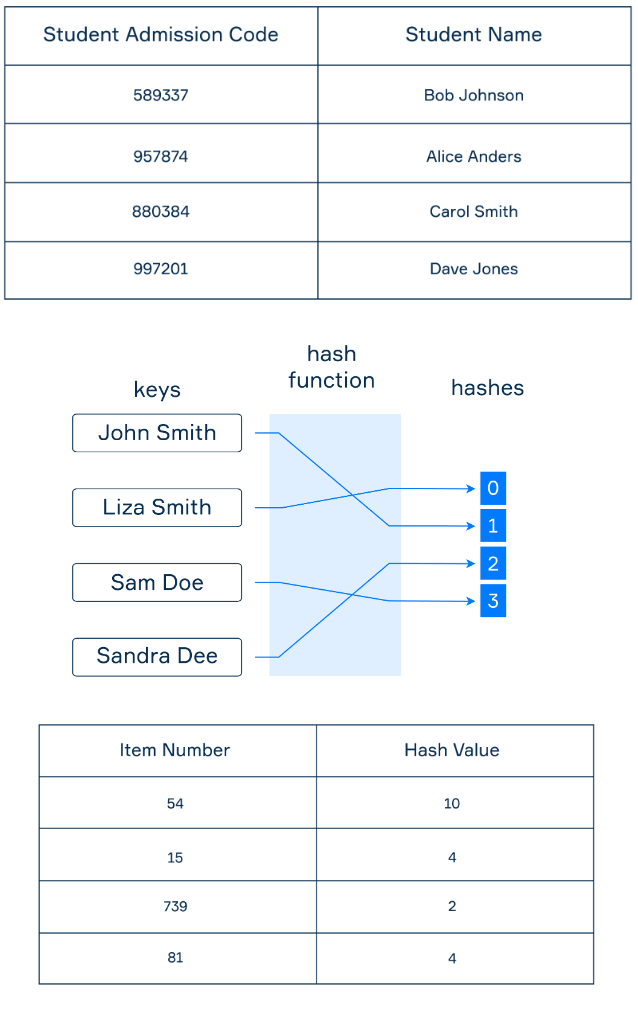 Student Admission Code Student Name
589337 Bob Johnson
957874 Alice Anders
880384 Carol Smith
997201 Dave Jones
hash
function
keys
hashes
John Smith
Liza Smith
Sam Doe
Sandra Dee
0
1
2
3
Item Number Hash Value
54 10
15 4
739 2
81 4